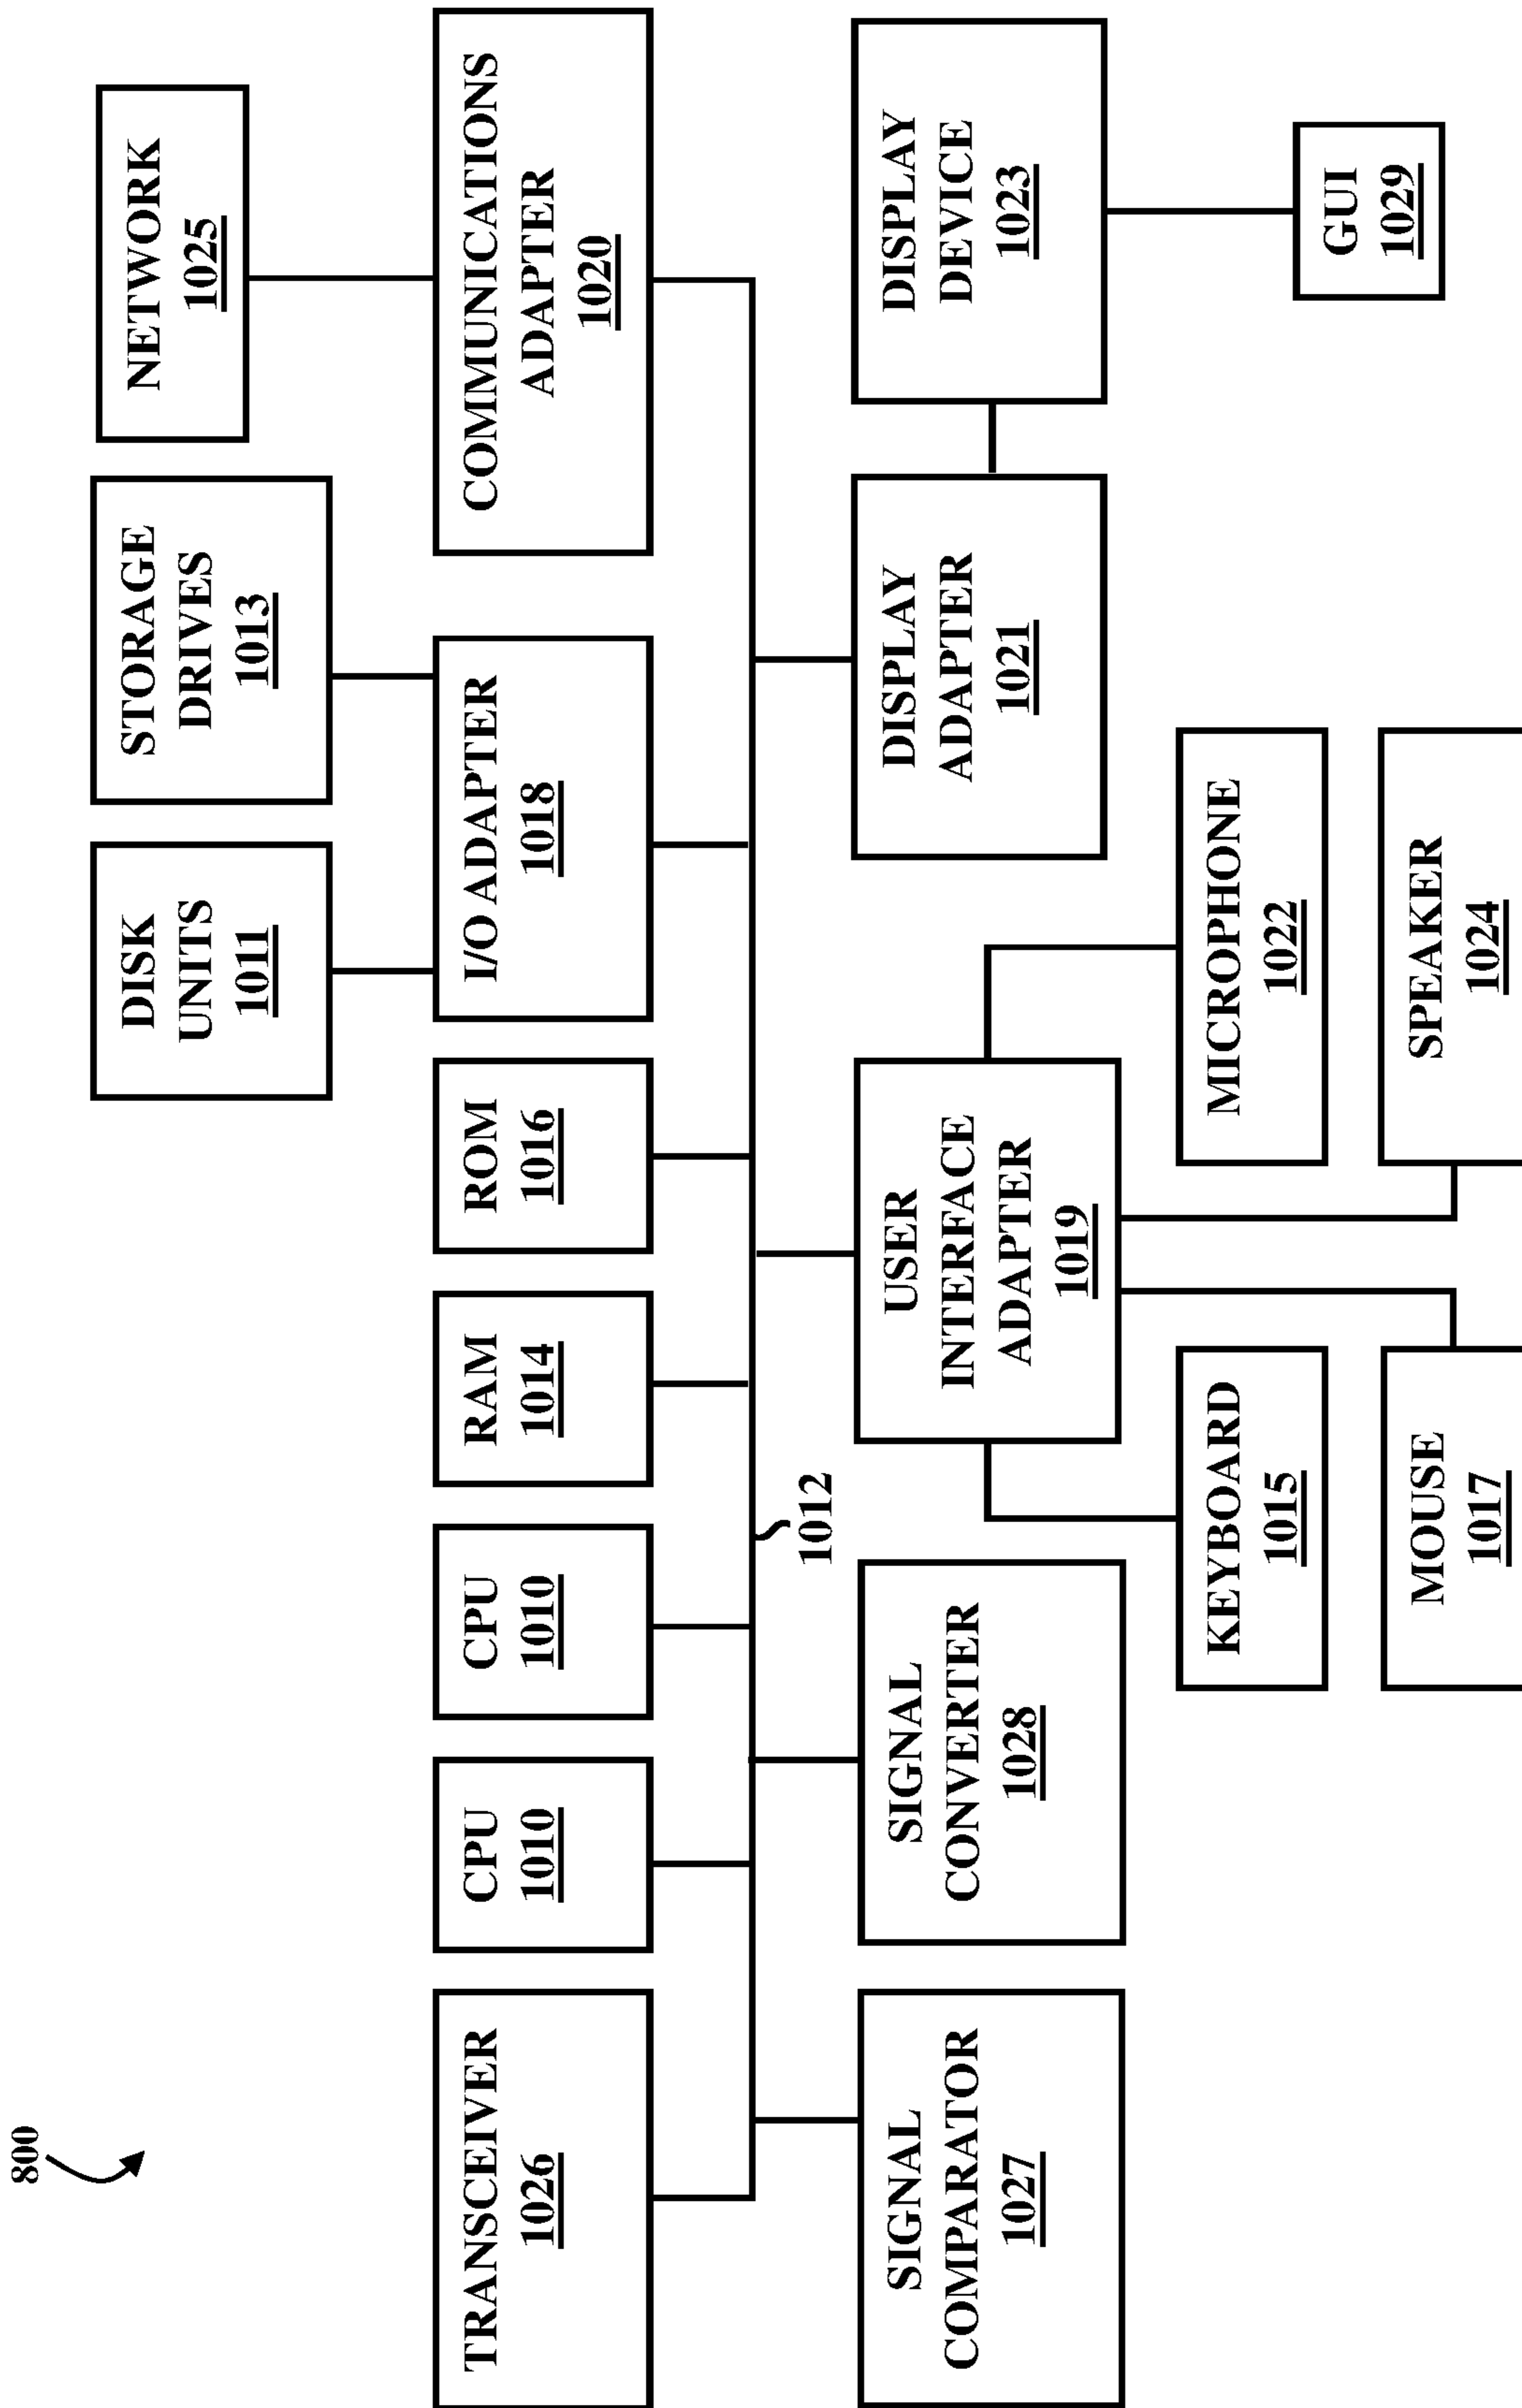 800
DISK
UNITS
1011
STORAGE
DRIVES
1013
NETWORK
1025
TRANSCEIVER
1026
CPU
1010
CPU
1010
RAM
1014
ROM
1016
I/O ADAPTER
1018
COMMUNICATIONS
ADAPTER
1020
1012
SIGNAL
COMPARATOR
1027
SIGNAL
CONVERTER
1028
USER
INTERFACE
ADAPTER
1019
DISPLAY
ADAPTER
1021
DISPLAY
DEVICE
1023
KEYBOARD
1015
MICROPHONE
1022
GUI
1029
MOUSE
1017
SPEAKER
1024